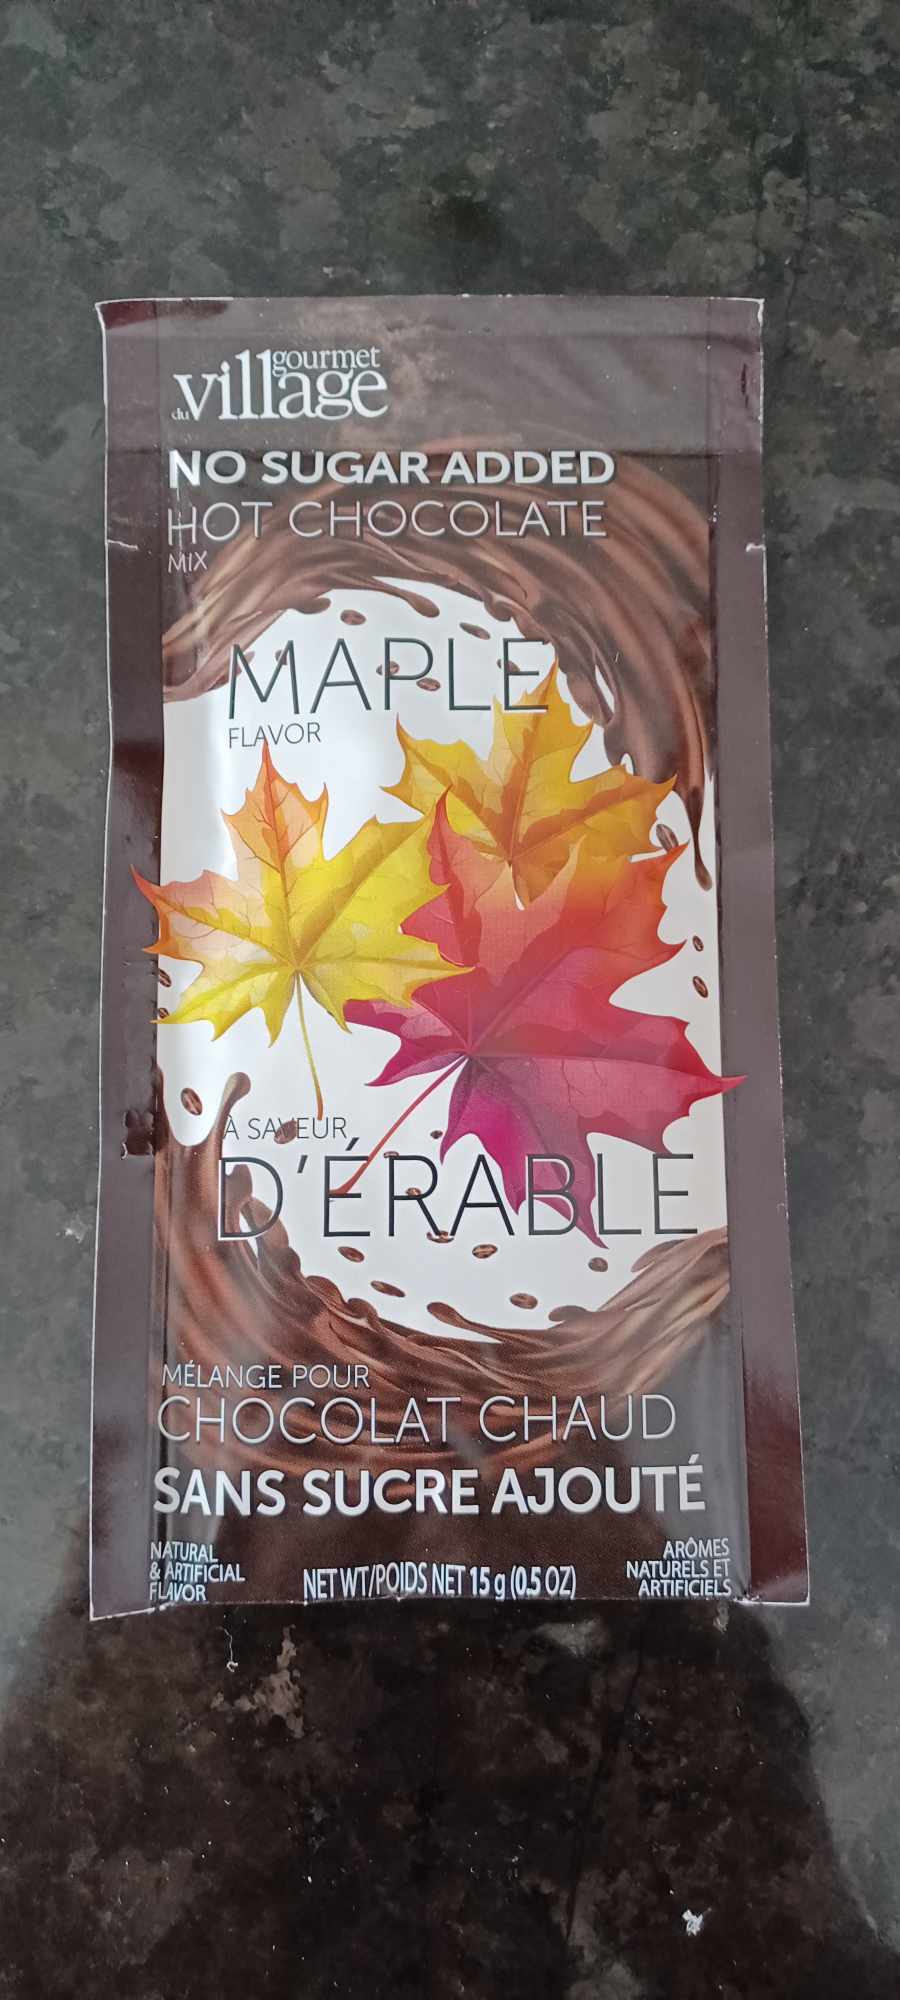 gourmet
du village
NO SUGAR ADDED
HOT CHOCOLATE
MIX
MAPLE
FLAVOR
À SAVEUR
D'ÉRABLE
MÉLANGE POUR
CHOCOLAT CHAUD
SANS SUCRE AJOUTÉ
NATURAL
& ARTIFICIAL
FLAVOR
NET WT/POIDS NET 15 g (0.5 OZ)
ARÔMES
NATURELS ET
ARTIFICIELS